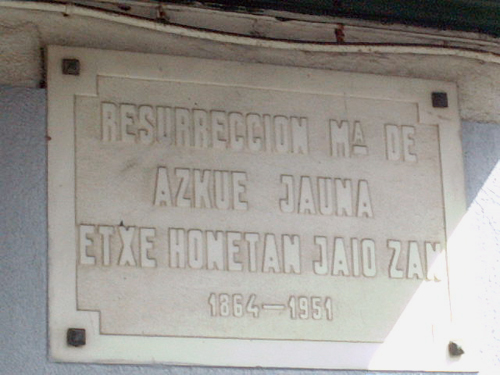 RESURRECCION Mª DE
AZKUE JAUNA
ETXE HONETAN JAIO ZAN
1864—1951